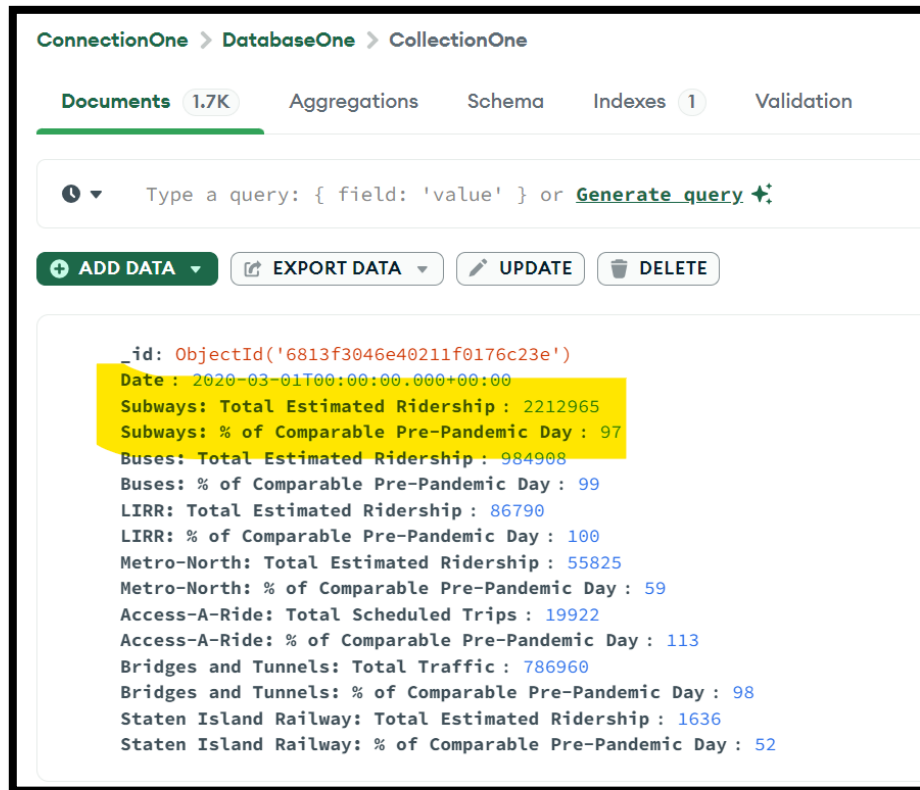 ConnectionOne > DatabaseOne > CollectionOne
Documents 1.7K Aggregations Schema Indexes 1 Validation
Type a query: { field: 'value' } or Generate query
ADD DATA EXPORT DATA UPDATE DELETE
_id: ObjectId('6813f3046e40211f0176c23e')
Date : 2020-03-01T00:00:00.000+00:00
Subways: Total Estimated Ridership : 2212965
Subways: % of Comparable Pre-Pandemic Day : 97
Buses: Total Estimated Ridership : 984908
Buses: % of Comparable Pre-Pandemic Day : 99
LIRR: Total Estimated Ridership : 86790
LIRR: % of Comparable Pre-Pandemic Day : 100
Metro-North: Total Estimated Ridership : 55825
Metro-North: % of Comparable Pre-Pandemic Day : 59
Access-A-Ride: Total Scheduled Trips : 19922
Access-A-Ride: % of Comparable Pre-Pandemic Day : 113
Bridges and Tunnels: Total Traffic : 786960
Bridges and Tunnels: % of Comparable Pre-Pandemic Day : 98
Staten Island Railway: Total Estimated Ridership : 1636
Staten Island Railway: % of Comparable Pre-Pandemic Day : 52